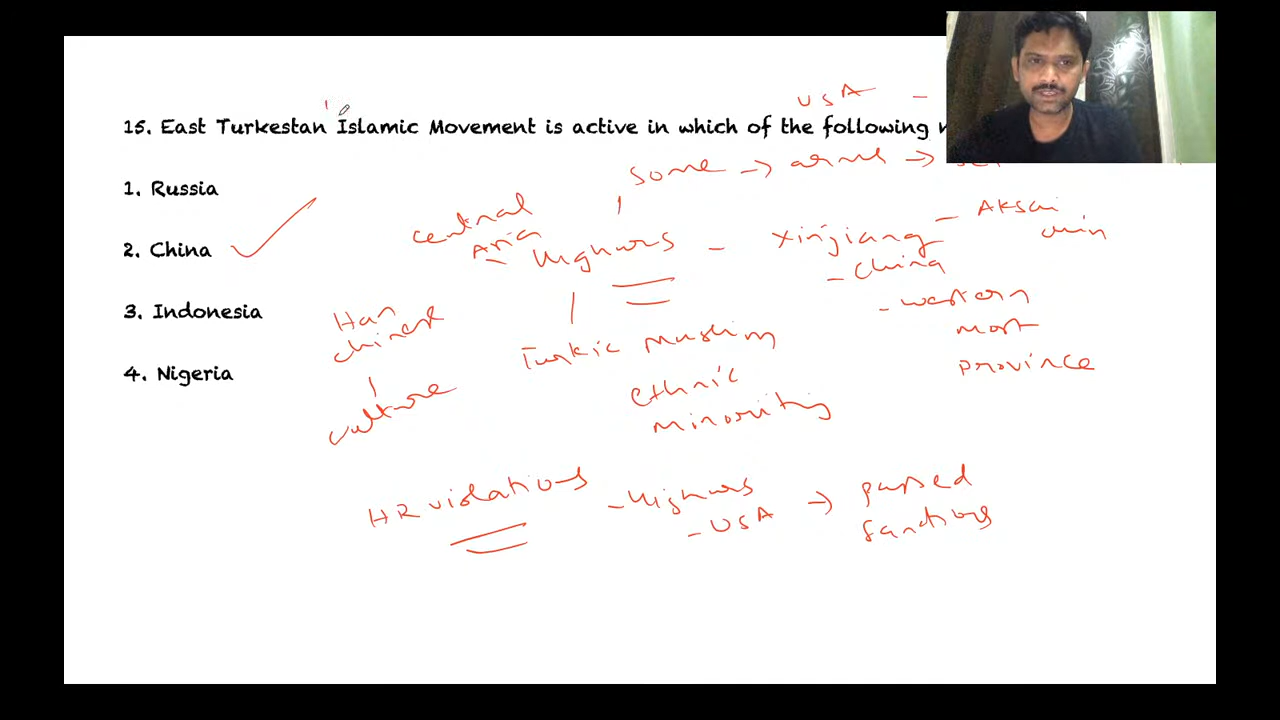 USA -
15. East Turkestan Islamic Movement is active in which of the following
some → arms →
1. Russia
2. China
3. Indonesia
4. Nigeria
central
Asia
Uighurs - Xinjiang - Aksai
chin
- China
- western
most
province
Han
chinese
culture
Turkic Muslim
ethnic
minorities
HR violations - Uighurs
- USA → passed
sanctions